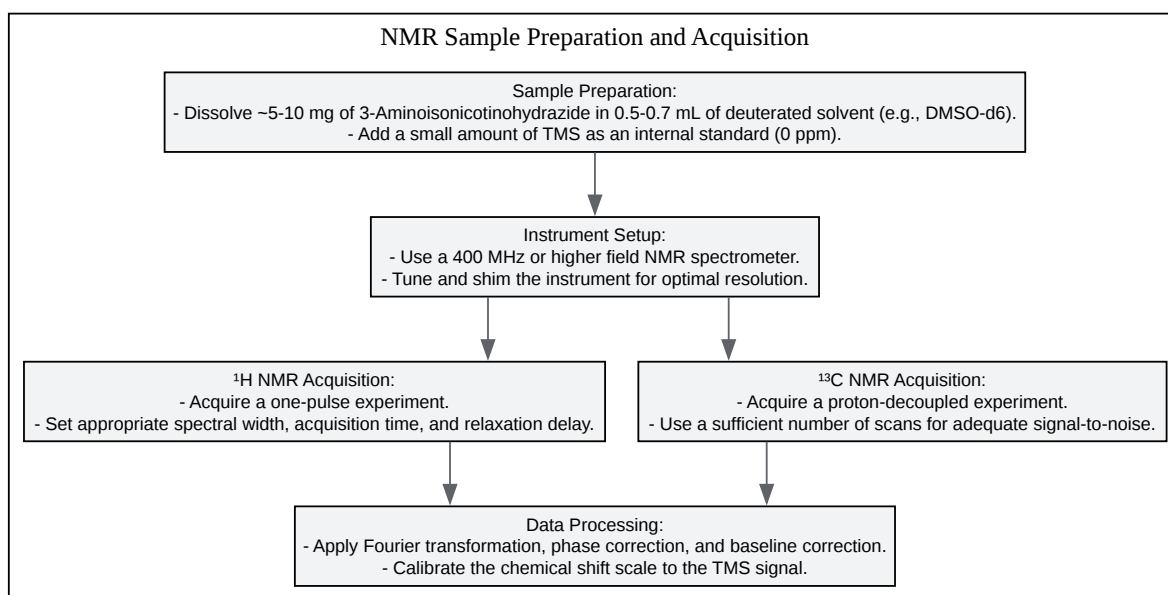 NMR Sample Preparation and Acquisition
Sample Preparation:
- Dissolve ~5-10 mg of 3-Aminoisonicotinohydrazide in 0.5-0.7 mL of deuterated solvent (e.g., DMSO-d6).
- Add a small amount of TMS as an internal standard (0 ppm).
Instrument Setup:
- Use a 400 MHz or higher field NMR spectrometer.
- Tune and shim the instrument for optimal resolution.
¹H NMR Acquisition:
- Acquire a one-pulse experiment.
- Set appropriate spectral width, acquisition time, and relaxation delay.
¹³C NMR Acquisition:
- Acquire a proton-decoupled experiment.
- Use a sufficient number of scans for adequate signal-to-noise.
Data Processing:
- Apply Fourier transformation, phase correction, and baseline correction.
- Calibrate the chemical shift scale to the TMS signal.